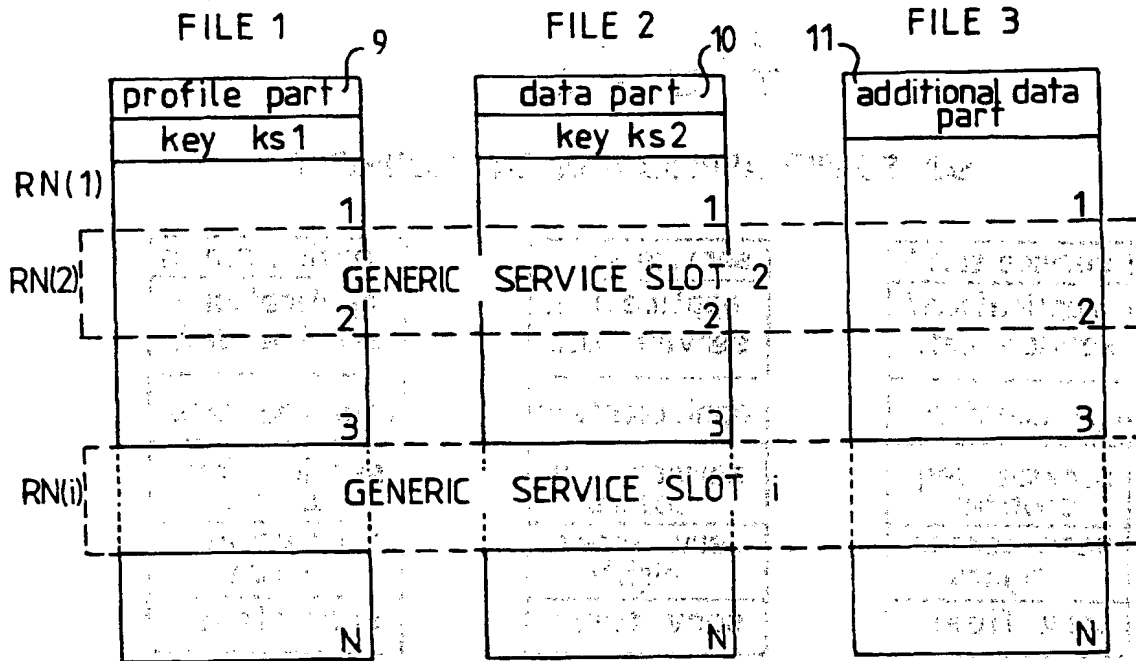 FILE 1
FILE 2
FILE 3
9
10
11
profile part
data part
additional data
part
key ks1
key ks2
RN(1)
1
1
1
RN(2)
GENERIC SERVICE SLOT 2
2
2
2
3
3
3
RN(i)
GENERIC SERVICE SLOT i
N
N
N